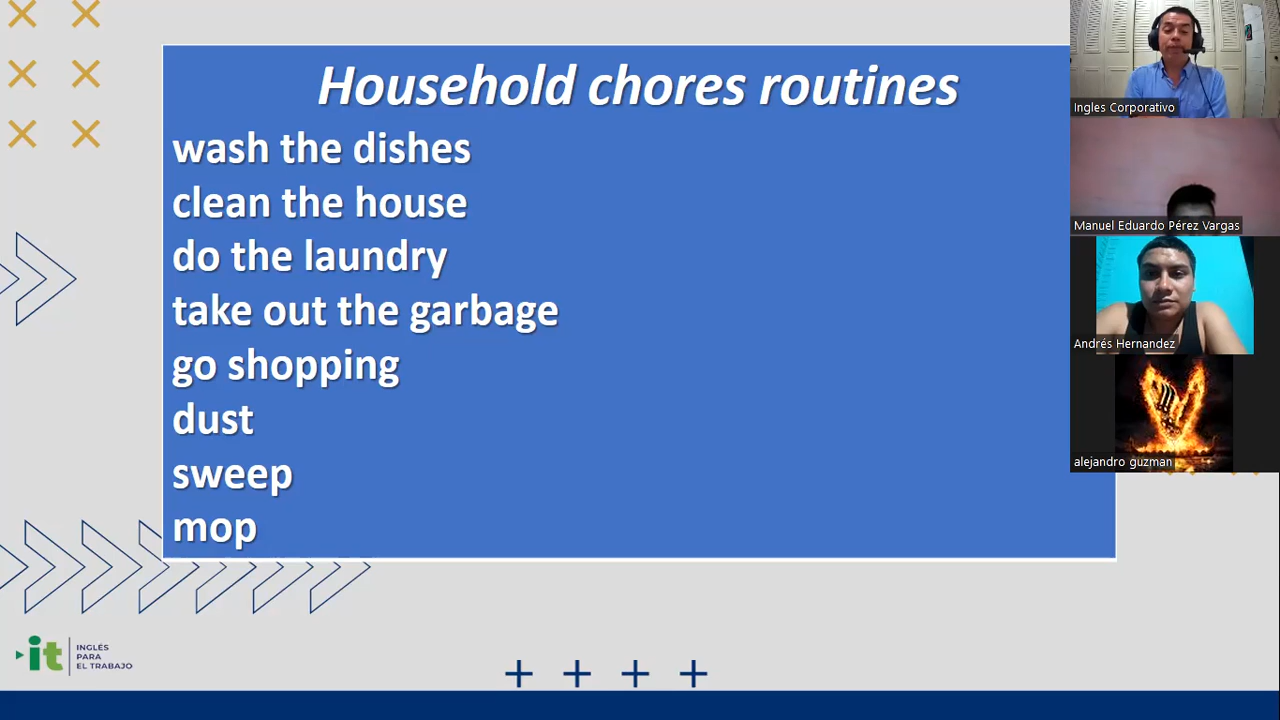 Household chores routines
wash the dishes
clean the house
do the laundry
take out the garbage
go shopping
dust
sweep
mop
Ingles Corporativo
Manuel Eduardo Pérez Vargas
Andrés Hernandez
alejandro guzman
it
INGLÉS
PARA
EL TRABAJO